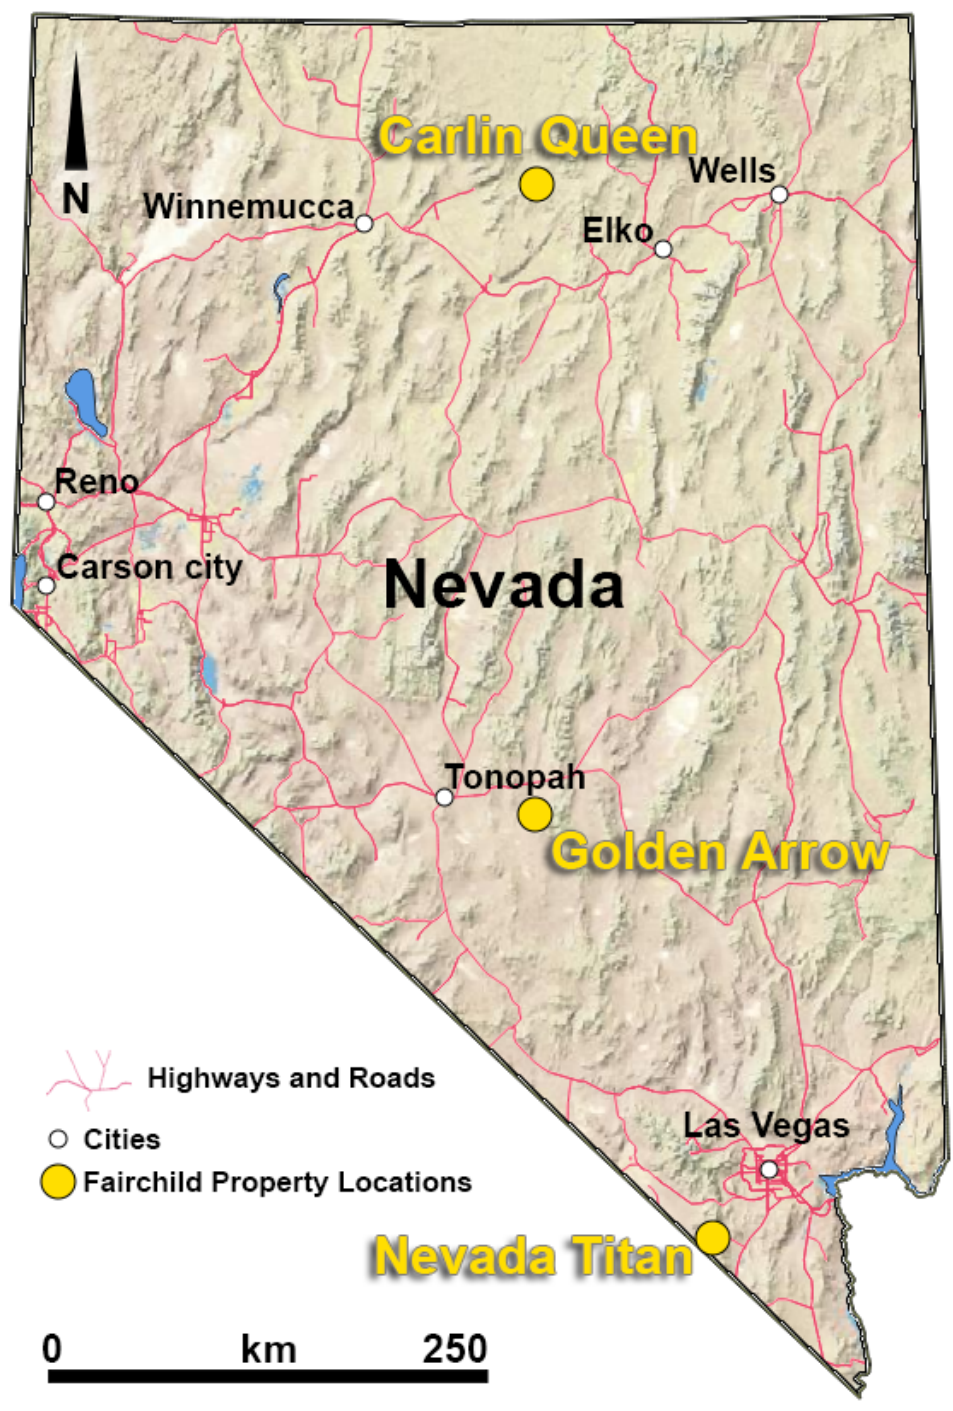 Carlin Queen
Wells
N
Winnemucca
Elko
Reno
Carson city
Nevada
Tonopah
Golden Arrow
Highways and Roads
Las Vegas
Cities
Fairchild Property Locations
Nevada Titan
0 km 250